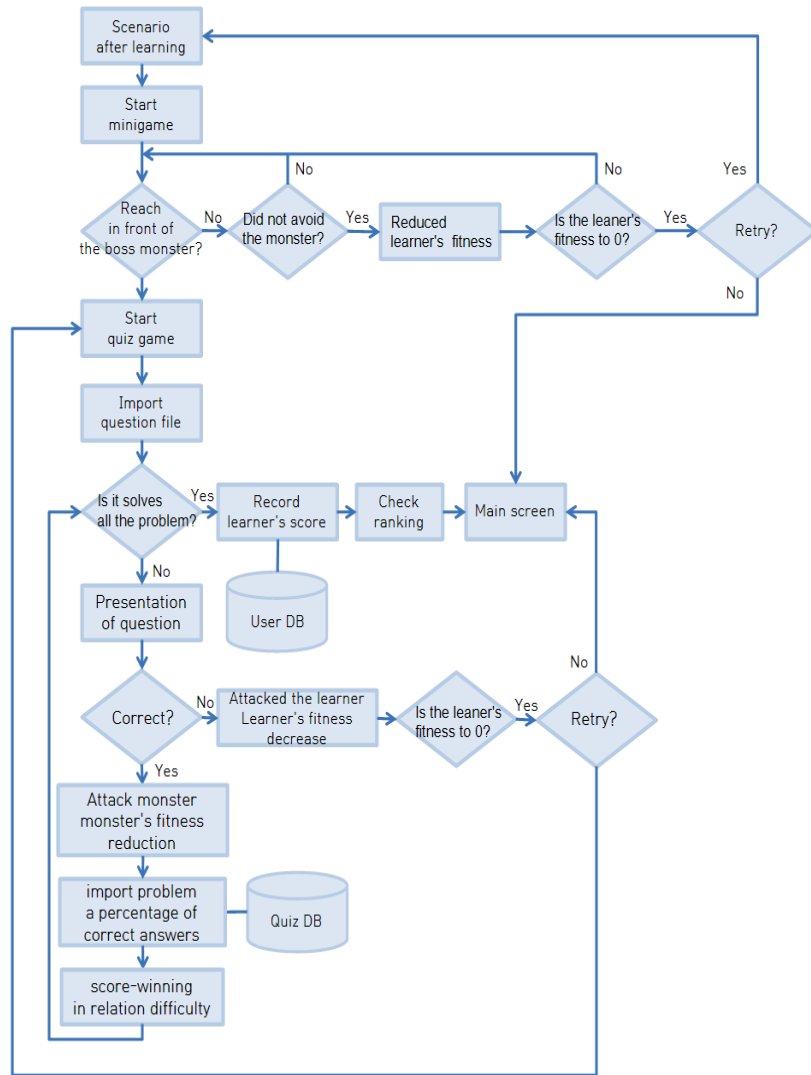 Scenario
after learning
Start
minigame
No
No
Yes
Reach
in front of
the boss monster?
No
Did not avoid
the monster?
Yes
Reduced
learner's fitness
Is the leaner's
fitness to 0?
Yes
Retry?
No
Start
quiz game
Import
question file
Is it solves
all the problem?
Yes
Record
learner's score
Check
ranking
Main screen
No
User DB
Presentation
of question
No
Correct?
No
Attacked the learner
Learner's fitness
decrease
Is the leaner's
fitness to 0?
Yes
Retry?
Yes
Attack monster
monster's fitness
reduction
import problem
a percentage of
correct answers
Quiz DB
score-winning
in relation difficulty